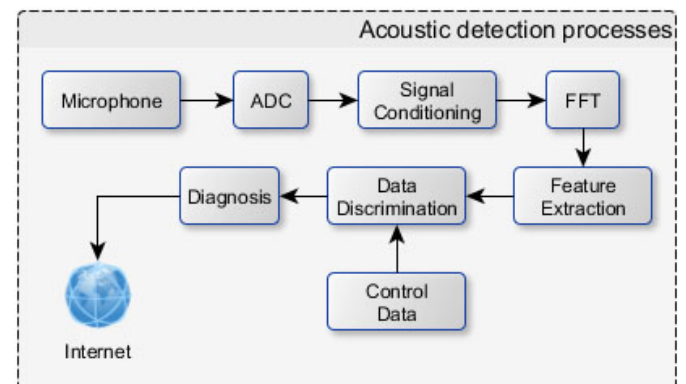 Acoustic detection processes
Microphone
ADC
Signal
Conditioning
FFT
Diagnosis
Data
Discrimination
Feature
Extraction
Control
Data
Internet